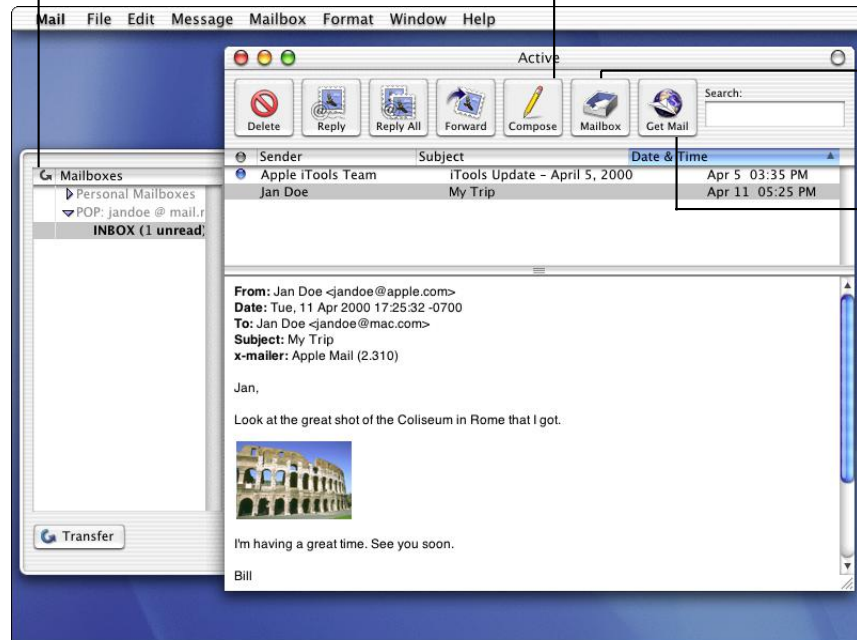 Mail File Edit Message Mailbox Format Window Help
Active
Delete Reply Reply All Forward Compose Mailbox Get Mail
Search:
Sender Subject Date & Time
Apple iTools Team iTools Update – April 5, 2000 Apr 5 03:35 PM
Jan Doe My Trip Apr 11 05:25 PM
Mailboxes
Personal Mailboxes
POP: jandoe @ mail.r
INBOX (1 unread)
Transfer
From: Jan Doe <jandoe@apple.com>
Date: Tue, 11 Apr 2000 17:25:32 -0700
To: Jan Doe <jandoe@mac.com>
Subject: My Trip
x-mailer: Apple Mail (2.310)
Jan,
Look at the great shot of the Coliseum in Rome that I got.
I'm having a great time. See you soon.
Bill